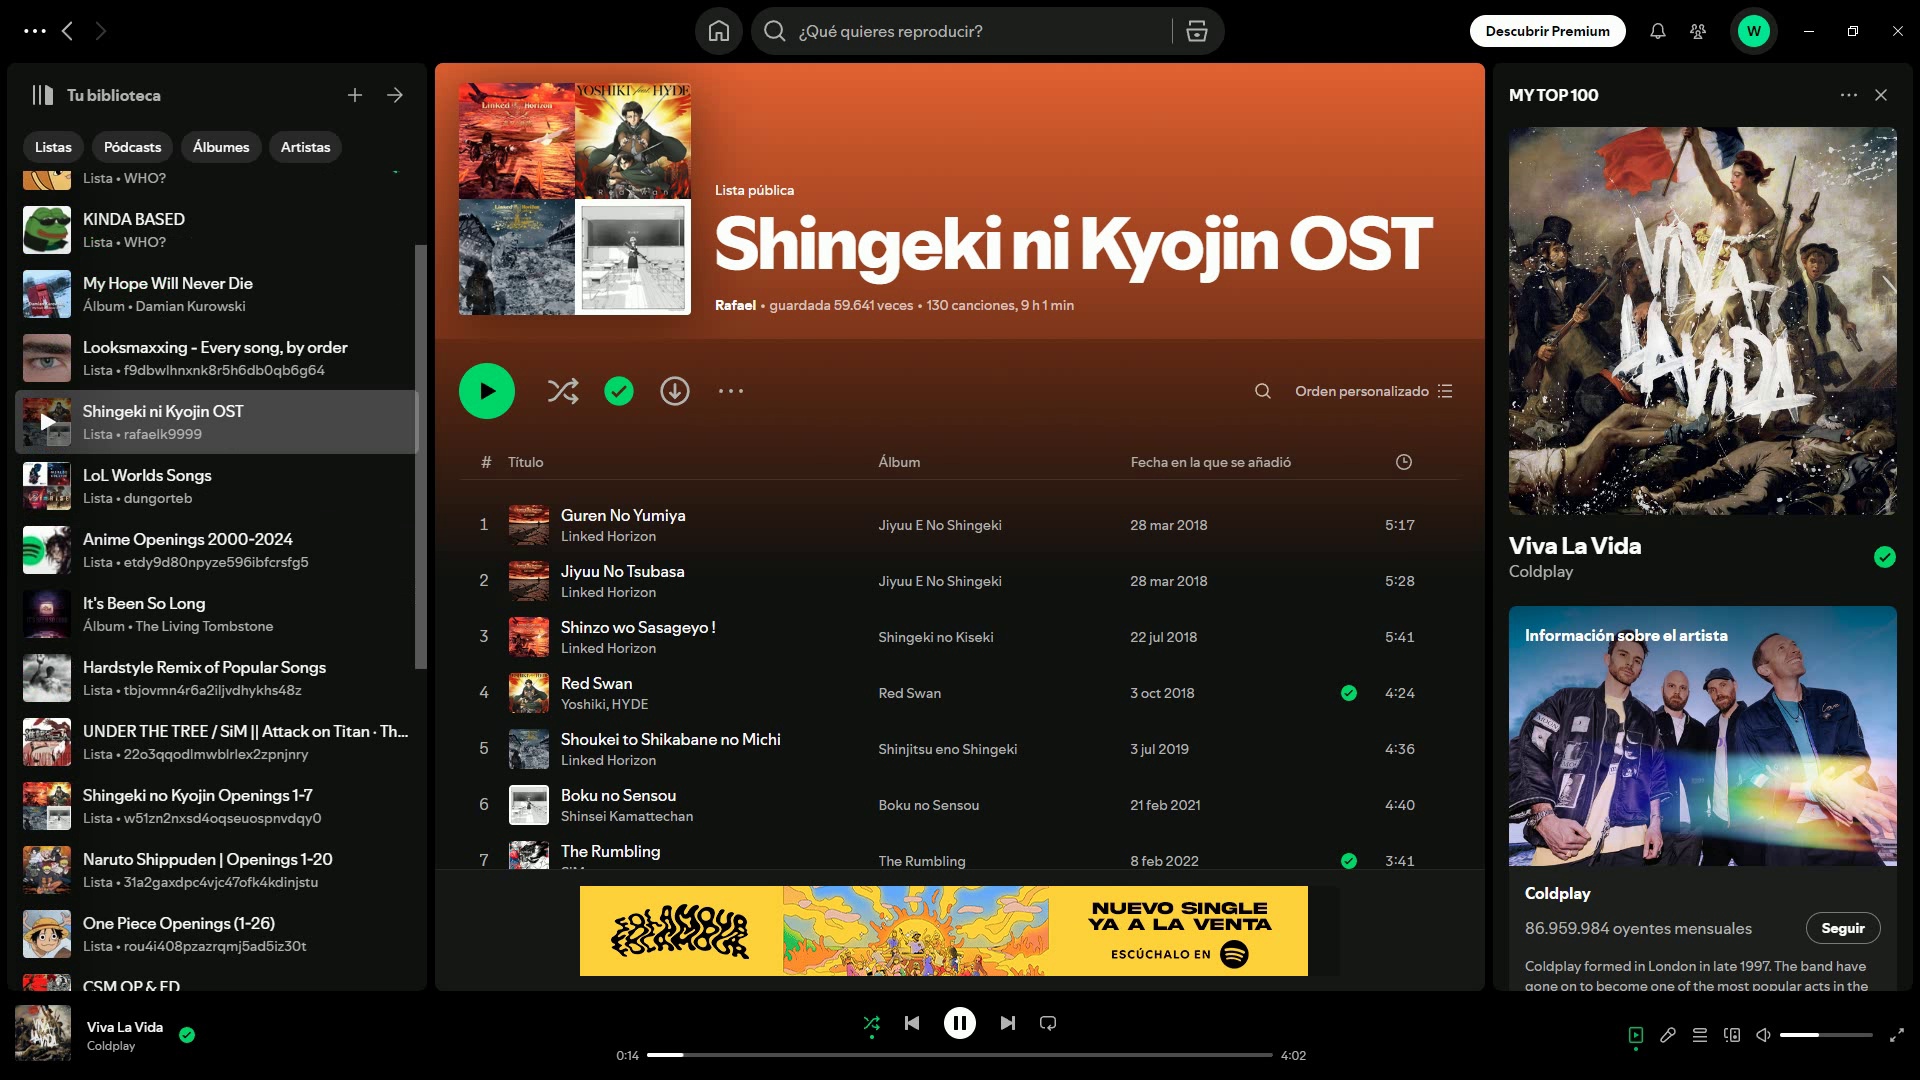 ¿Qué quieres reproducir?
Descubrir Premium
W
Tu biblioteca
Listas
Pódcasts
Álbumes
Artistas
Lista • WHO?
KINDA BASED
Lista • WHO?
My Hope Will Never Die
Álbum • Damian Kurowski
Looksmaxxing - Every song, by order
Lista • f9dbwlhnxnk8r5h6db0qb6g64
Shingeki ni Kyojin OST
Lista • rafaelk9999
LoL Worlds Songs
Lista • dungorteb
Anime Openings 2000-2024
Lista • etdy9d80npyze596ibfcrsfg5
It's Been So Long
Álbum • The Living Tombstone
Hardstyle Remix of Popular Songs
Lista • tbjovmn4r6a2iljvdhykhs48z
UNDER THE TREE / SiM || Attack on Titan · Th...
Lista • 22o3qqodlmwblrlex2zpnjnry
Shingeki no Kyojin Openings 1-7
Lista • w51zn2nxsd4oqseuospnvdqy0
Naruto Shippuden | Openings 1-20
Lista • 31a2gaxdpc4vjc47ofk4kdinjstu
One Piece Openings (1-26)
Lista • rou4i408pzazrqmj5ad5iz30t
CSM OP & ED
Linked Horizon
YOSHIKI feat. HYDE
Red Swan
Lista pública
Shingeki ni Kyojin OST
Rafael • guardada 59.641 veces • 130 canciones, 9 h 1 min
Orden personalizado
# Título Álbum Fecha en la que se añadió
1 Guren No Yumiya Jiyuu E No Shingeki 28 mar 2018 5:17
Linked Horizon
2 Jiyuu No Tsubasa Jiyuu E No Shingeki 28 mar 2018 5:28
Linked Horizon
3 Shinzo wo Sasageyo ! Shingeki no Kiseki 22 jul 2018 5:41
Linked Horizon
4 Red Swan Red Swan 3 oct 2018 4:24
Yoshiki, HYDE
5 Shoukei to Shikabane no Michi Shinjitsu eno Shingeki 3 jul 2019 4:36
Linked Horizon
6 Boku no Sensou Boku no Sensou 21 feb 2021 4:40
Shinsei Kamattechan
7 The Rumbling The Rumbling 8 feb 2022 3:41
FOLAMOUR
NUEVO SINGLE
YA A LA VENTA
ESCÚCHALO EN
MY TOP 100
VIVA
LA VIDA
Viva La Vida
Coldplay
Información sobre el artista
Coldplay
86.959.984 oyentes mensuales
Seguir
Coldplay formed in London in late 1997. The band have
gone on to become one of the most popular acts in the
Viva La Vida
Coldplay
0:14
4:02